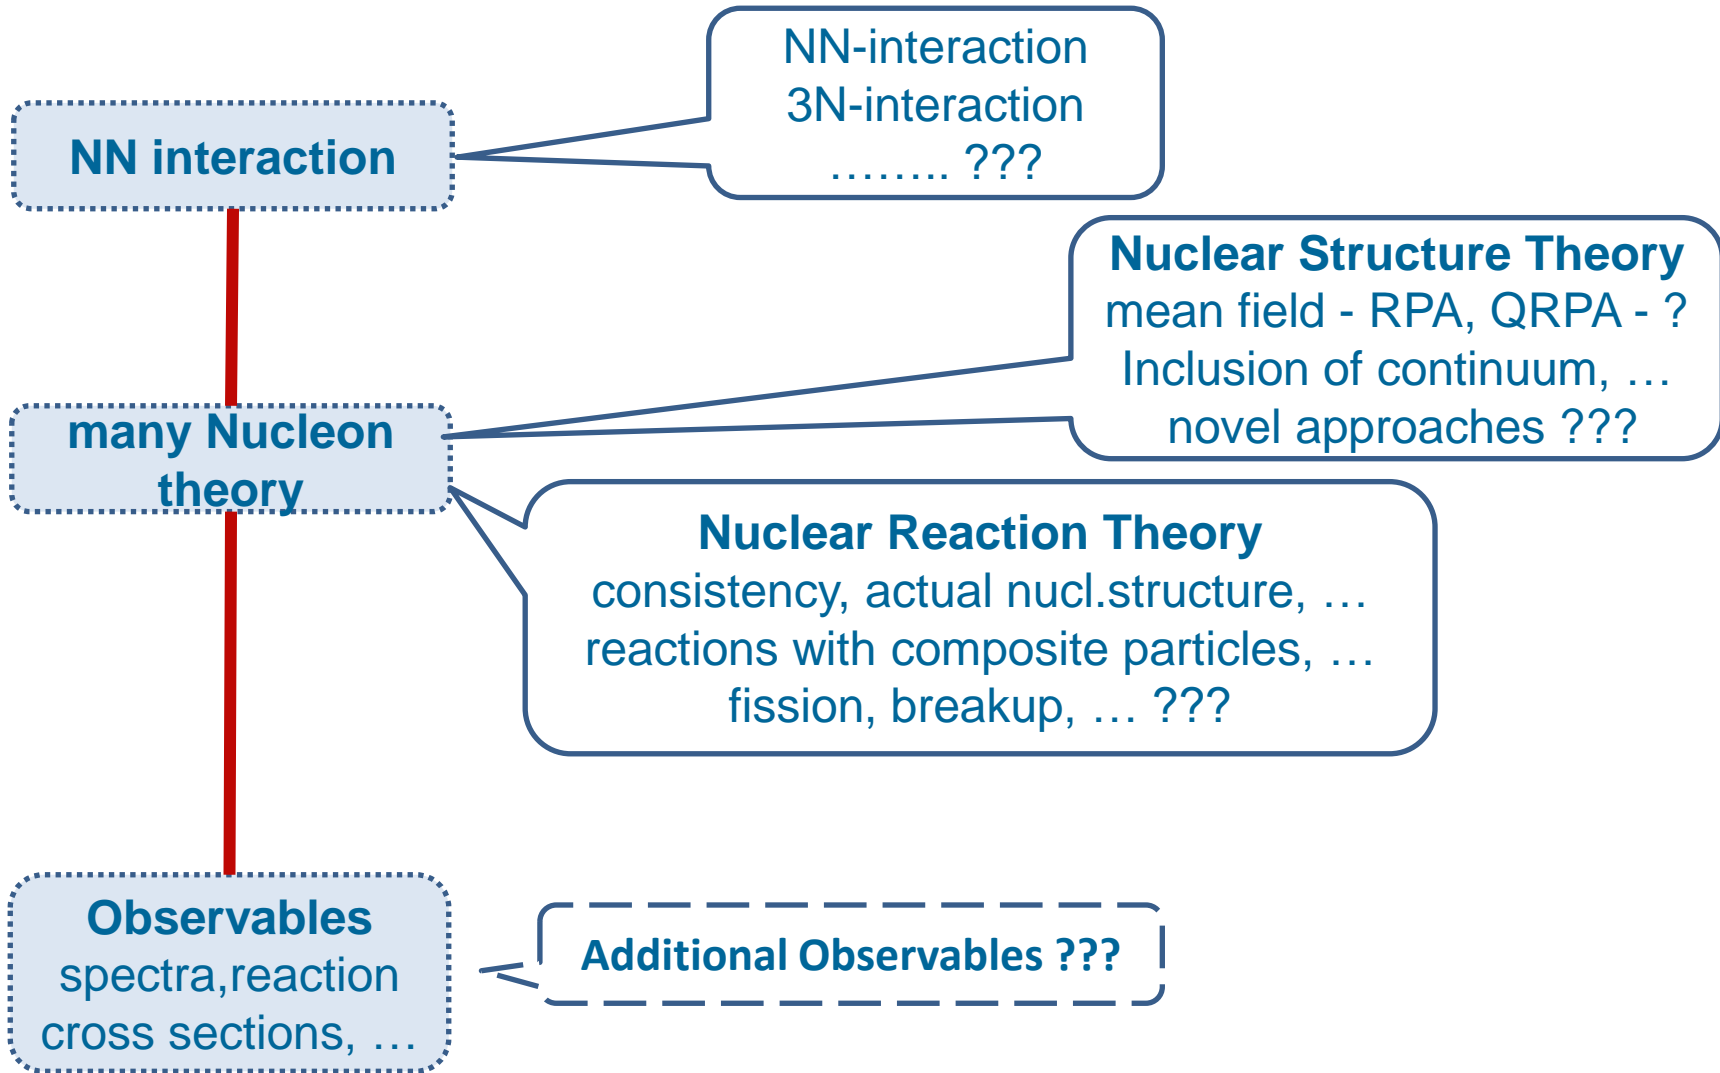 NN-interaction
3N-interaction
…….. ???
NN interaction
Nuclear Structure Theory
mean field - RPA, QRPA - ?
Inclusion of continuum, …
novel approaches ???
many Nucleon
theory
Nuclear Reaction Theory
consistency, actual nucl.structure, …
reactions with composite particles, …
fission, breakup, … ???
Observables
spectra,reaction
cross sections, …
Additional Observables ???